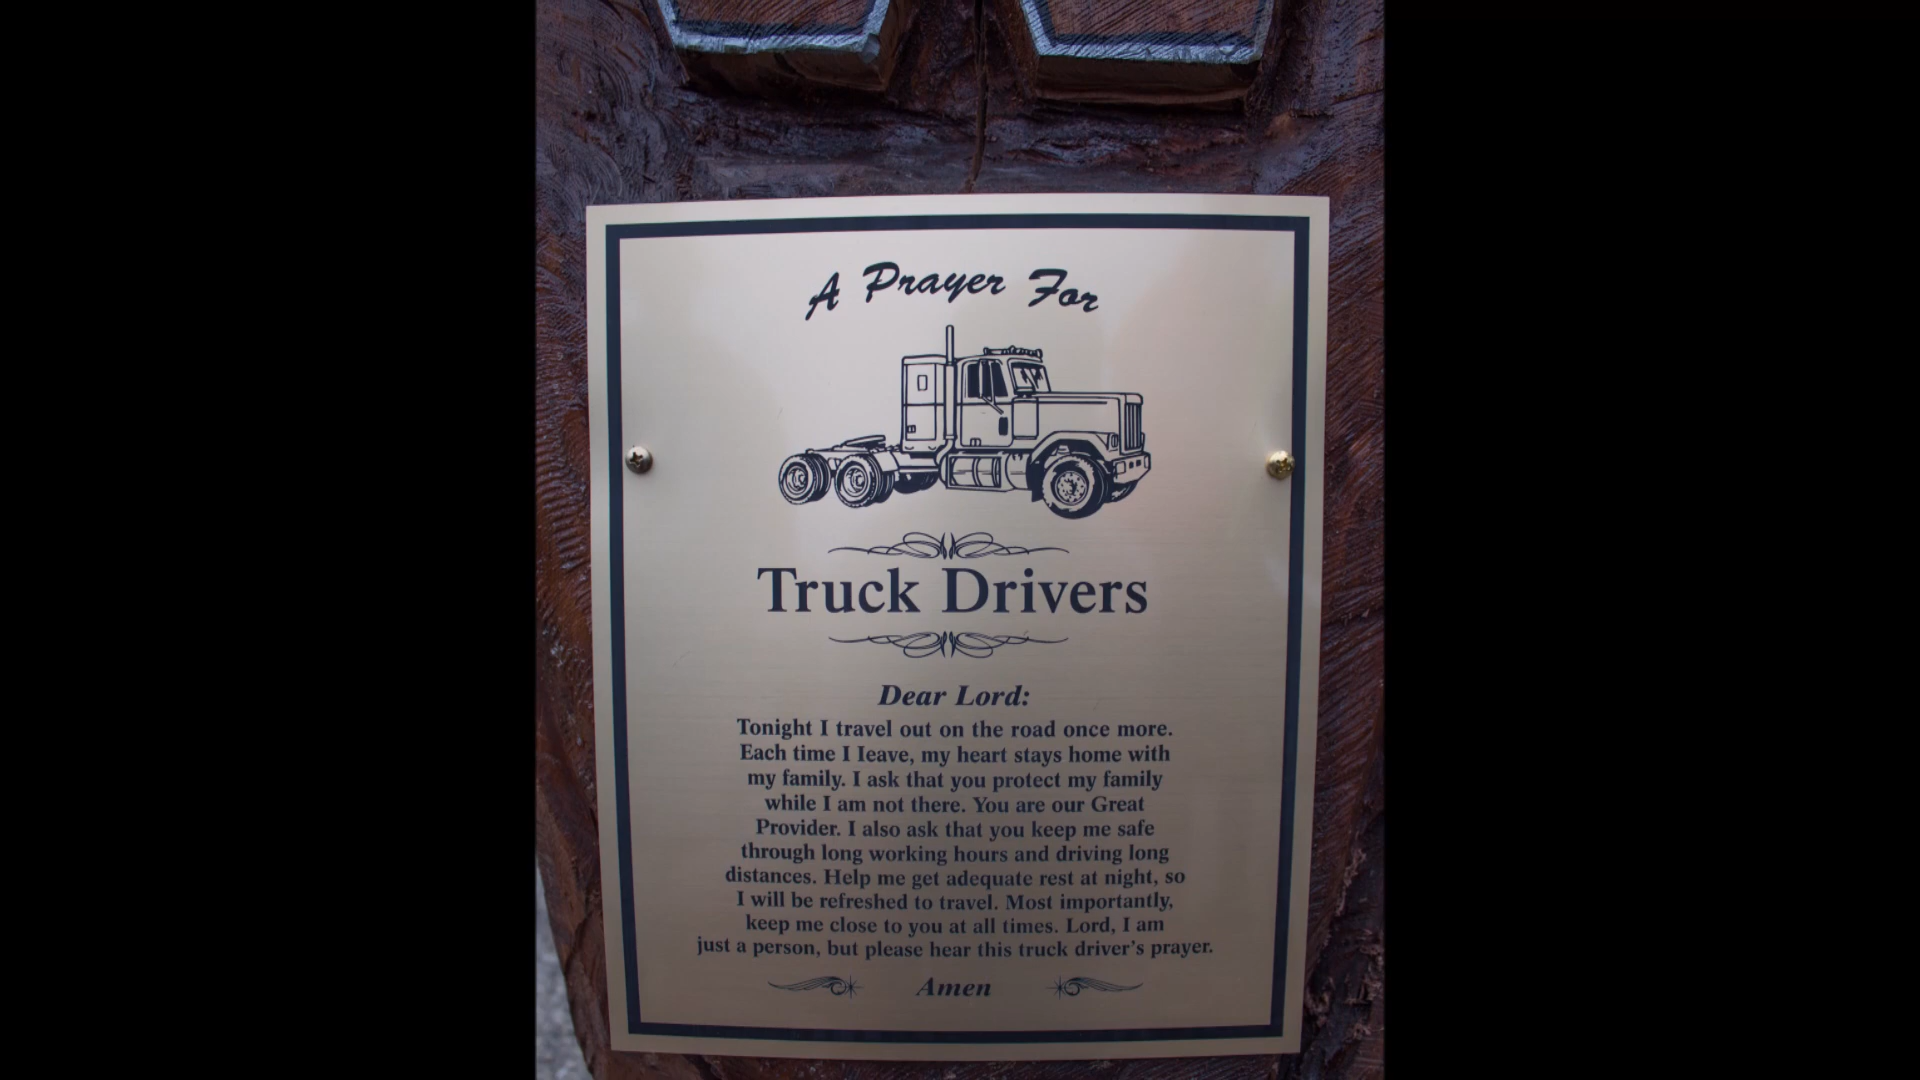 A Prayer For
Truck Drivers
Dear Lord:
Tonight I travel out on the road once more.
Each time I leave, my heart stays home with
my family. I ask that you protect my family
while I am not there. You are our Great
Provider. I also ask that you keep me safe
through long working hours and driving long
distances. Help me get adequate rest at night, so
I will be refreshed to travel. Most importantly,
keep me close to you at all times. Lord, I am
just a person, but please hear this truck driver's prayer.
Amen